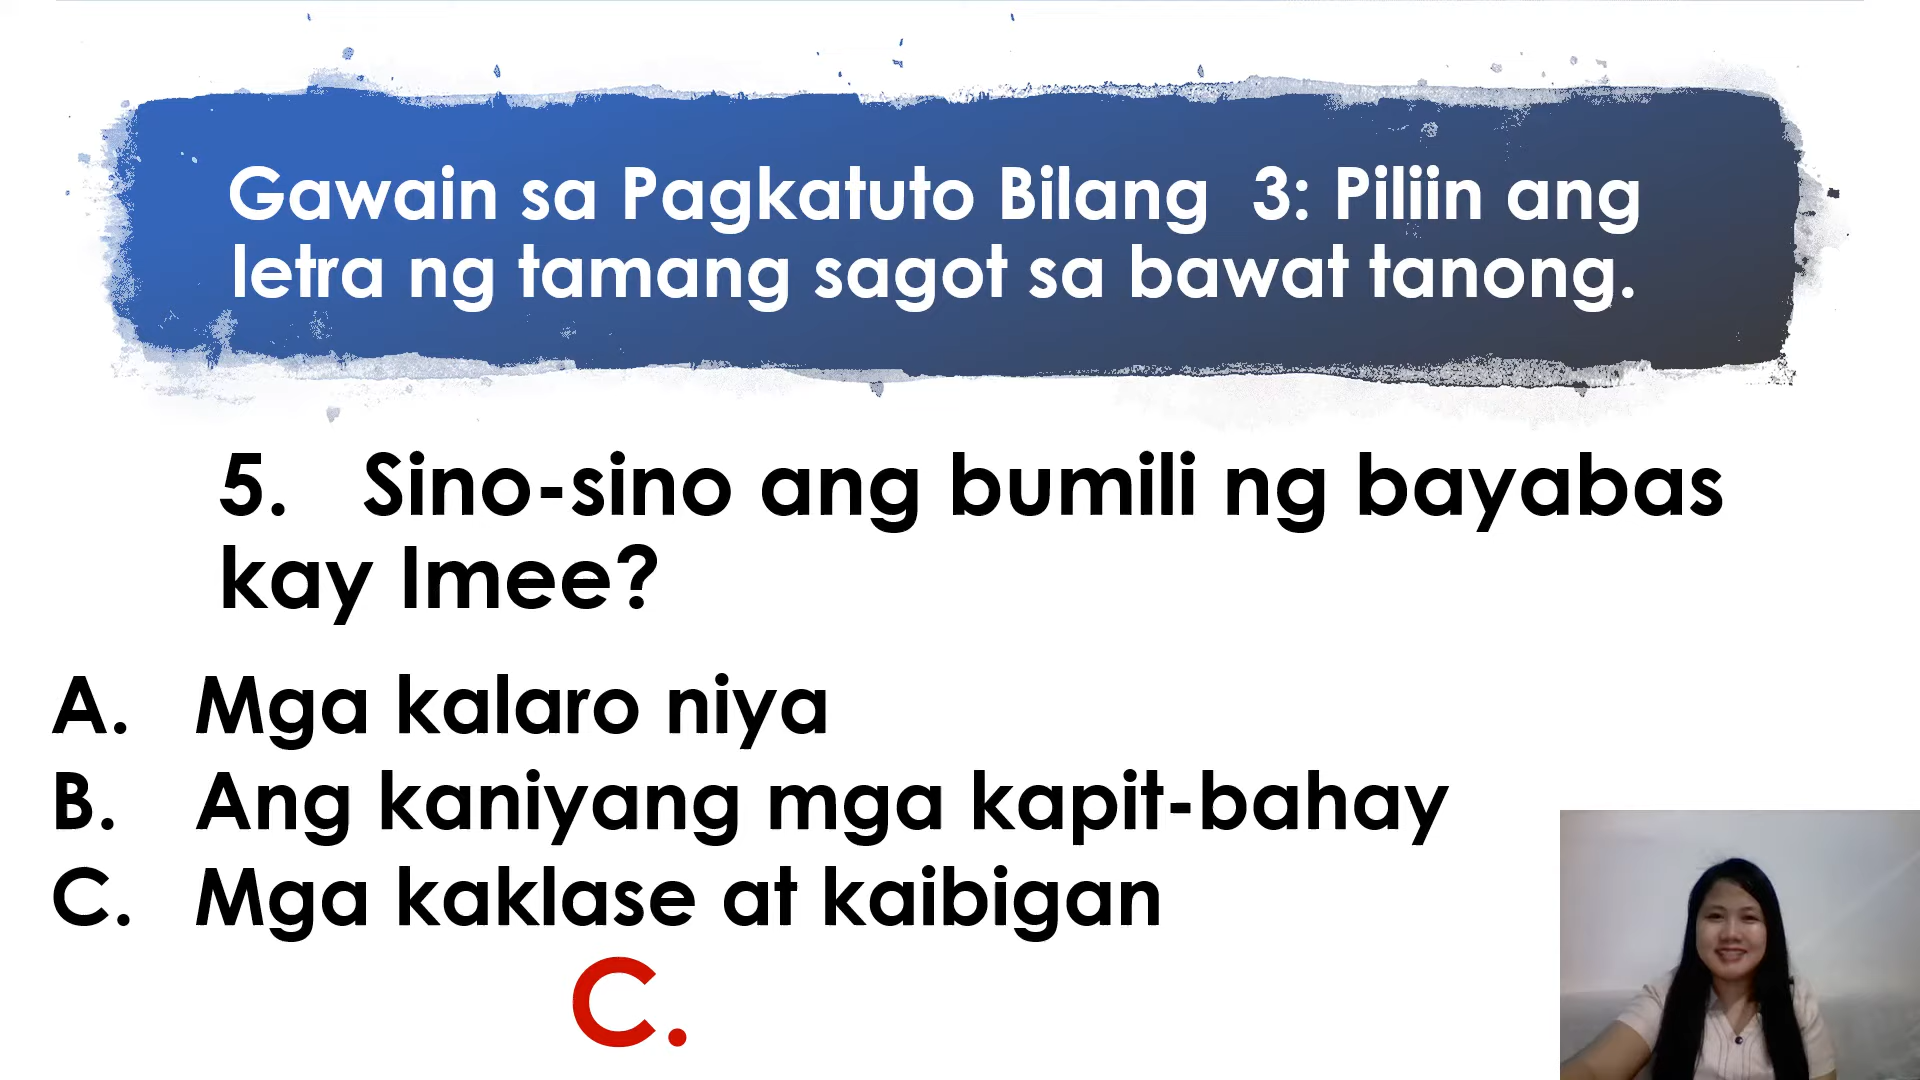 Gawain sa Pagkatuto Bilang 3: Piliin ang
letra ng tamang sagot sa bawat tanong.
5. Sino-sino ang bumili ng bayabas
kay Imee?
A. Mga kalaro niya
B. Ang kaniyang mga kapit-bahay
C. Mga kaklase at kaibigan
C.